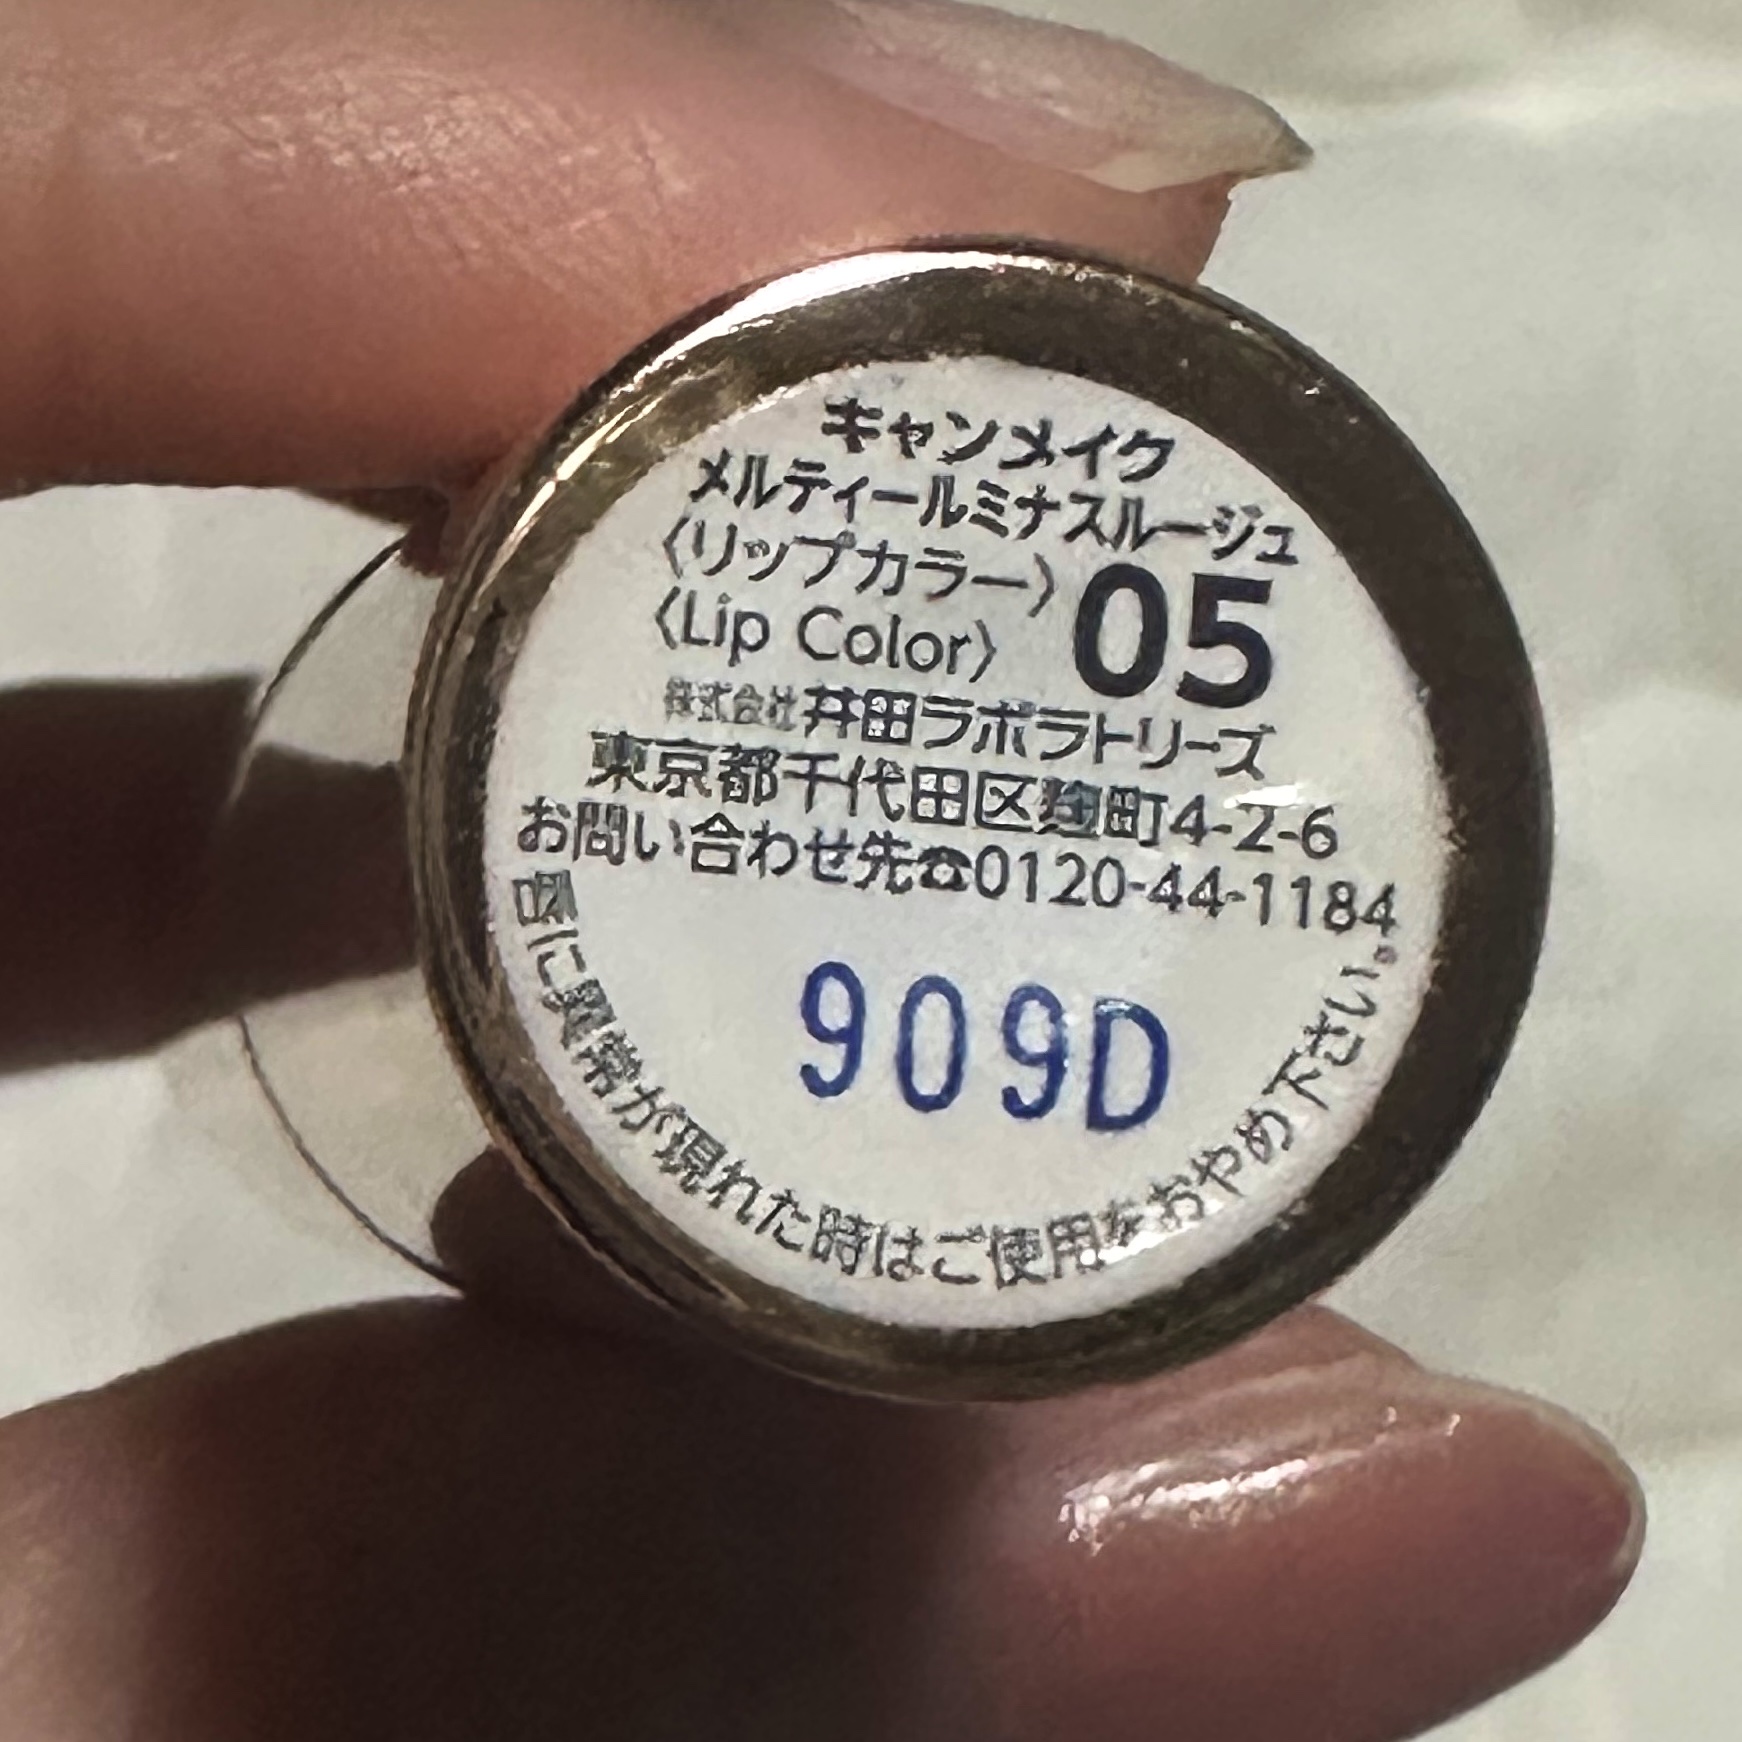 キャンメイク
メルティールミナスルージュ
〈リップカラー〉
〈Lip Color〉
05
株式会社井田ラボラトリーズ
東京都千代田区麹町4-2-6
お問い合わせ先☎0120-44-1184
909D
唇に異常が現れた時はご使用をおやめ下さい。